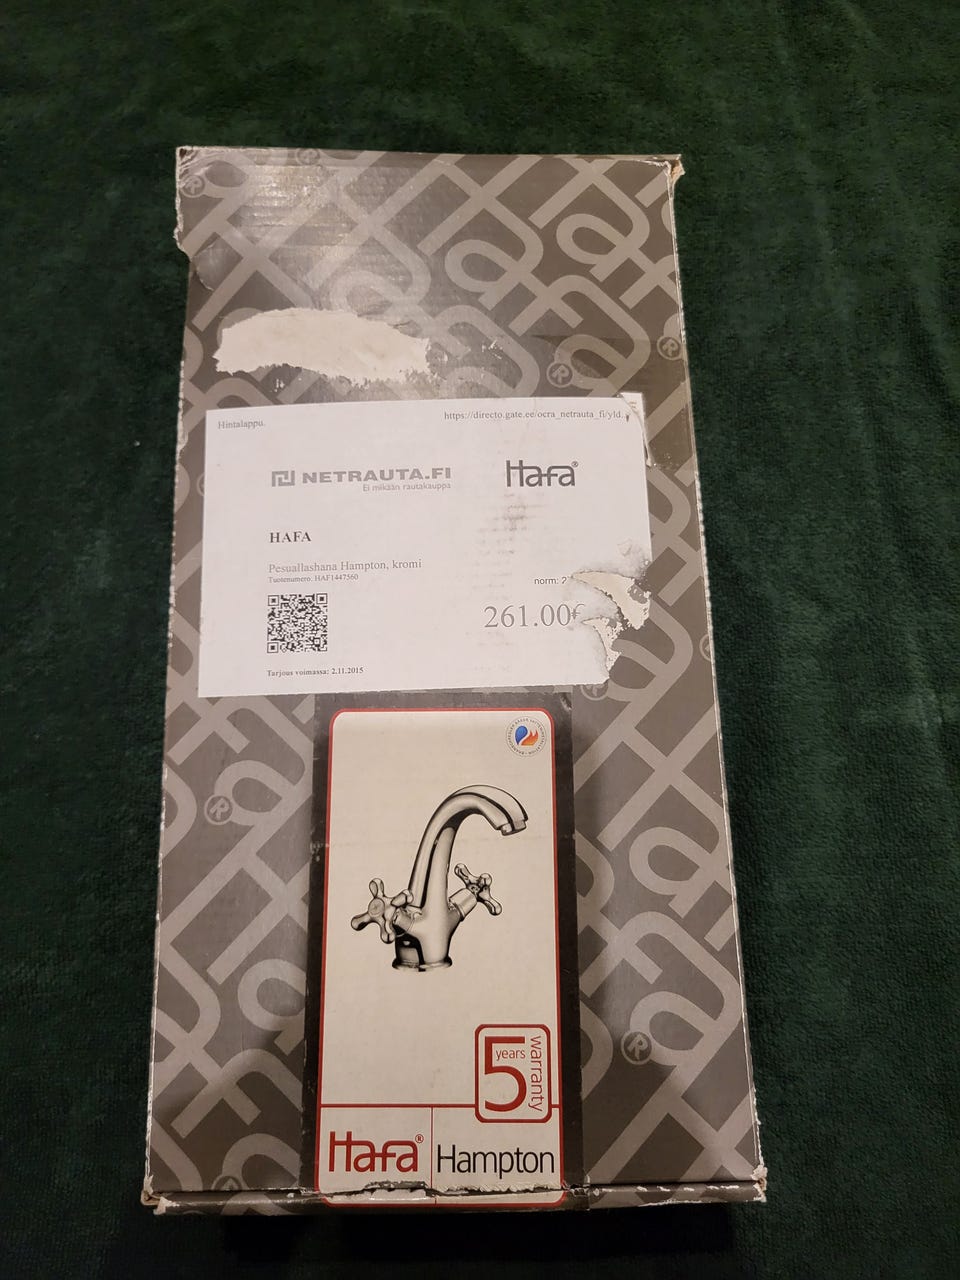 Hintalappu.
https://directo.gate.ee/ocra_netrauta_fi/yld
NETRAUTA.FI
Ei mikään rautakauppa
Hafa®
HAFA
Pesuallashana Hampton, kromi
Tuotenumero: HAF1447560
norm: 2
261.00€
Tarjous voimassa: 2.11.2015
5 years
warranty
Hafa®
Hampton